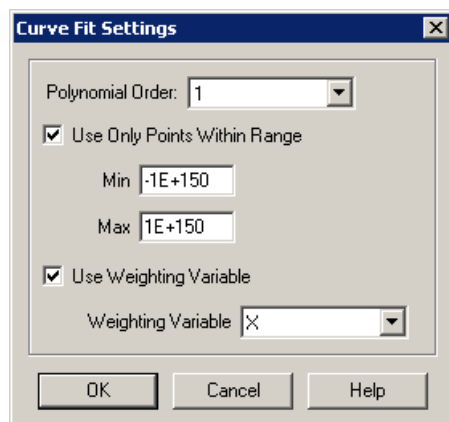 Curve Fit Settings
Polynomial Order: 1
Use Only Points Within Range
Min -1E+150
Max 1E+150
Use Weighting Variable
Weighting Variable X
OK Cancel Help